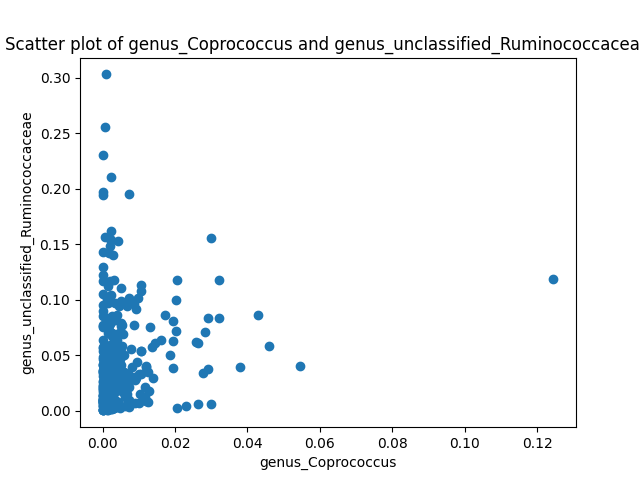 Scatter plot of genus_Coprococcus and genus_unclassified_Ruminococcacea
0.30
0.25
0.20
0.15
0.10
0.05
0.00
genus_unclassified_Ruminococcaceae
0.00 0.02 0.04 0.06 0.08 0.10 0.12
genus_Coprococcus